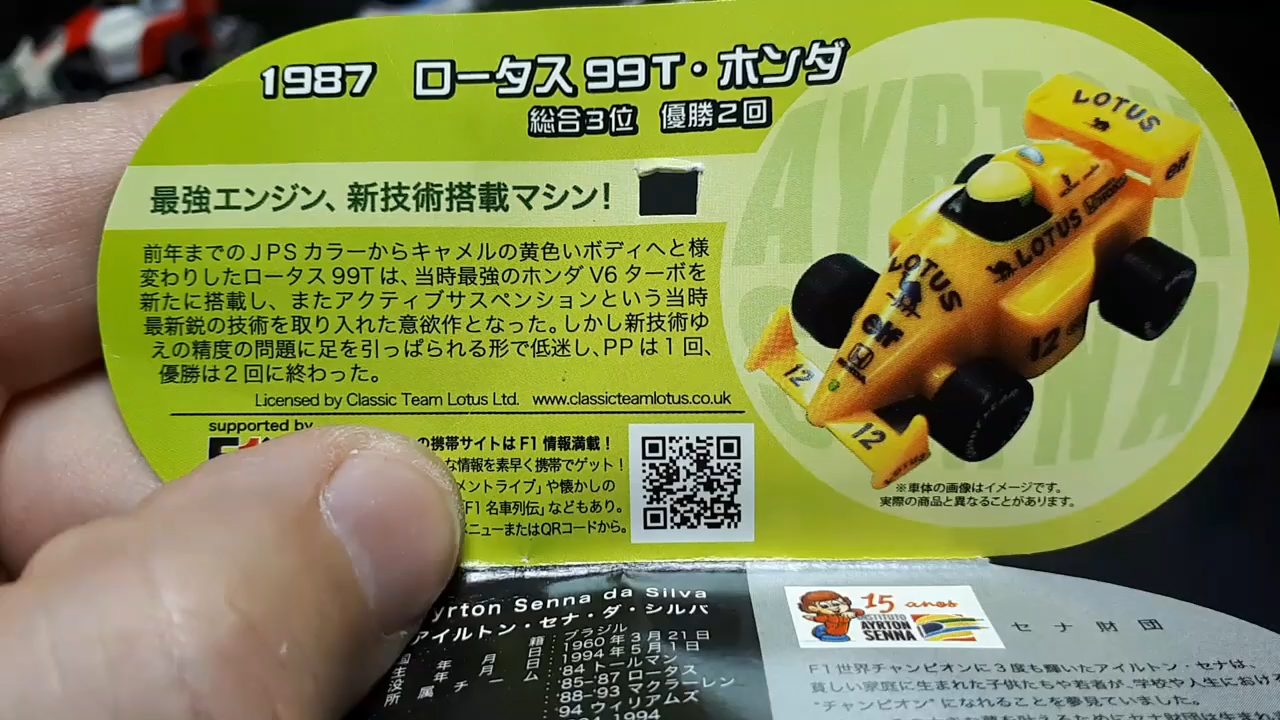 1987 ロータス 99T・ホンダ
総合3位 優勝2回
最強エンジン、新技術搭載マシン!
前年までのJPSカラーからキャメルの黄色いボディへと様
変わりしたロータス99Tは、当時最強のホンダV6ターボを
新たに搭載し、またアクティブサスペンションという当時
最新鋭の技術を取り入れた意欲作となった。しかし新技術ゆ
えの精度の問題に足を引っぱられる形で低迷し、PPは1回、
優勝は2回に終わった。
Licensed by Classic Team Lotus Ltd. www.classicteamlotus.co.uk
supported by
の携帯サイトはF1情報満載!
な情報を素早く携帯でゲット!
メントライブ」や懐かしの
F1名車列伝」などもあり。
ニューまたはQRコードから。
AYRTON
LOTUS
elf
LOTUS
LOTUS
elf
HONDA
12
12
12
※車体の画像はイメージです。
実際の商品と異なることがあります。
yrton Senna da Silva
アイルトン・セナ・ダ・シルバ
籍:ブラジル
年月日:1960年3月21日
没年月日:1994年5月1日
所属チーム:'84 トールマン
'85-'87 ロータス
'88-'93 マクラーレン
'94 ウィリアムズ
1994
15 anos
INSTITUTO
AYRTON
SENNA
セナ財団
F1世界チャンピオンに3度も輝いたアイルトン・セナは、
貧しい家庭に生まれた子供たちや若者が、学校や人生における
"チャンピオン"になれることを夢見ていました。